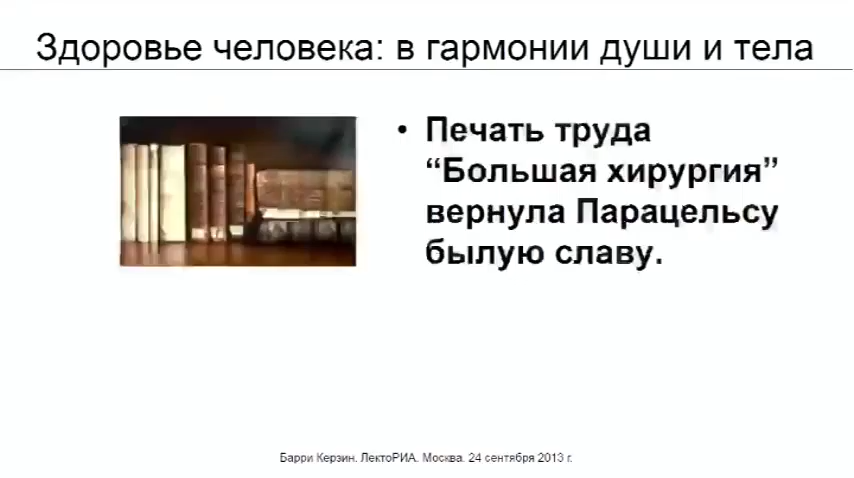 Здоровье человека: в гармонии души и тела
• Печать труда
“Большая хирургия”
вернула Парацельсу
былую славу.
Барри Керзин. ЛектоРИА. Москва. 24 сентября 2013 г.